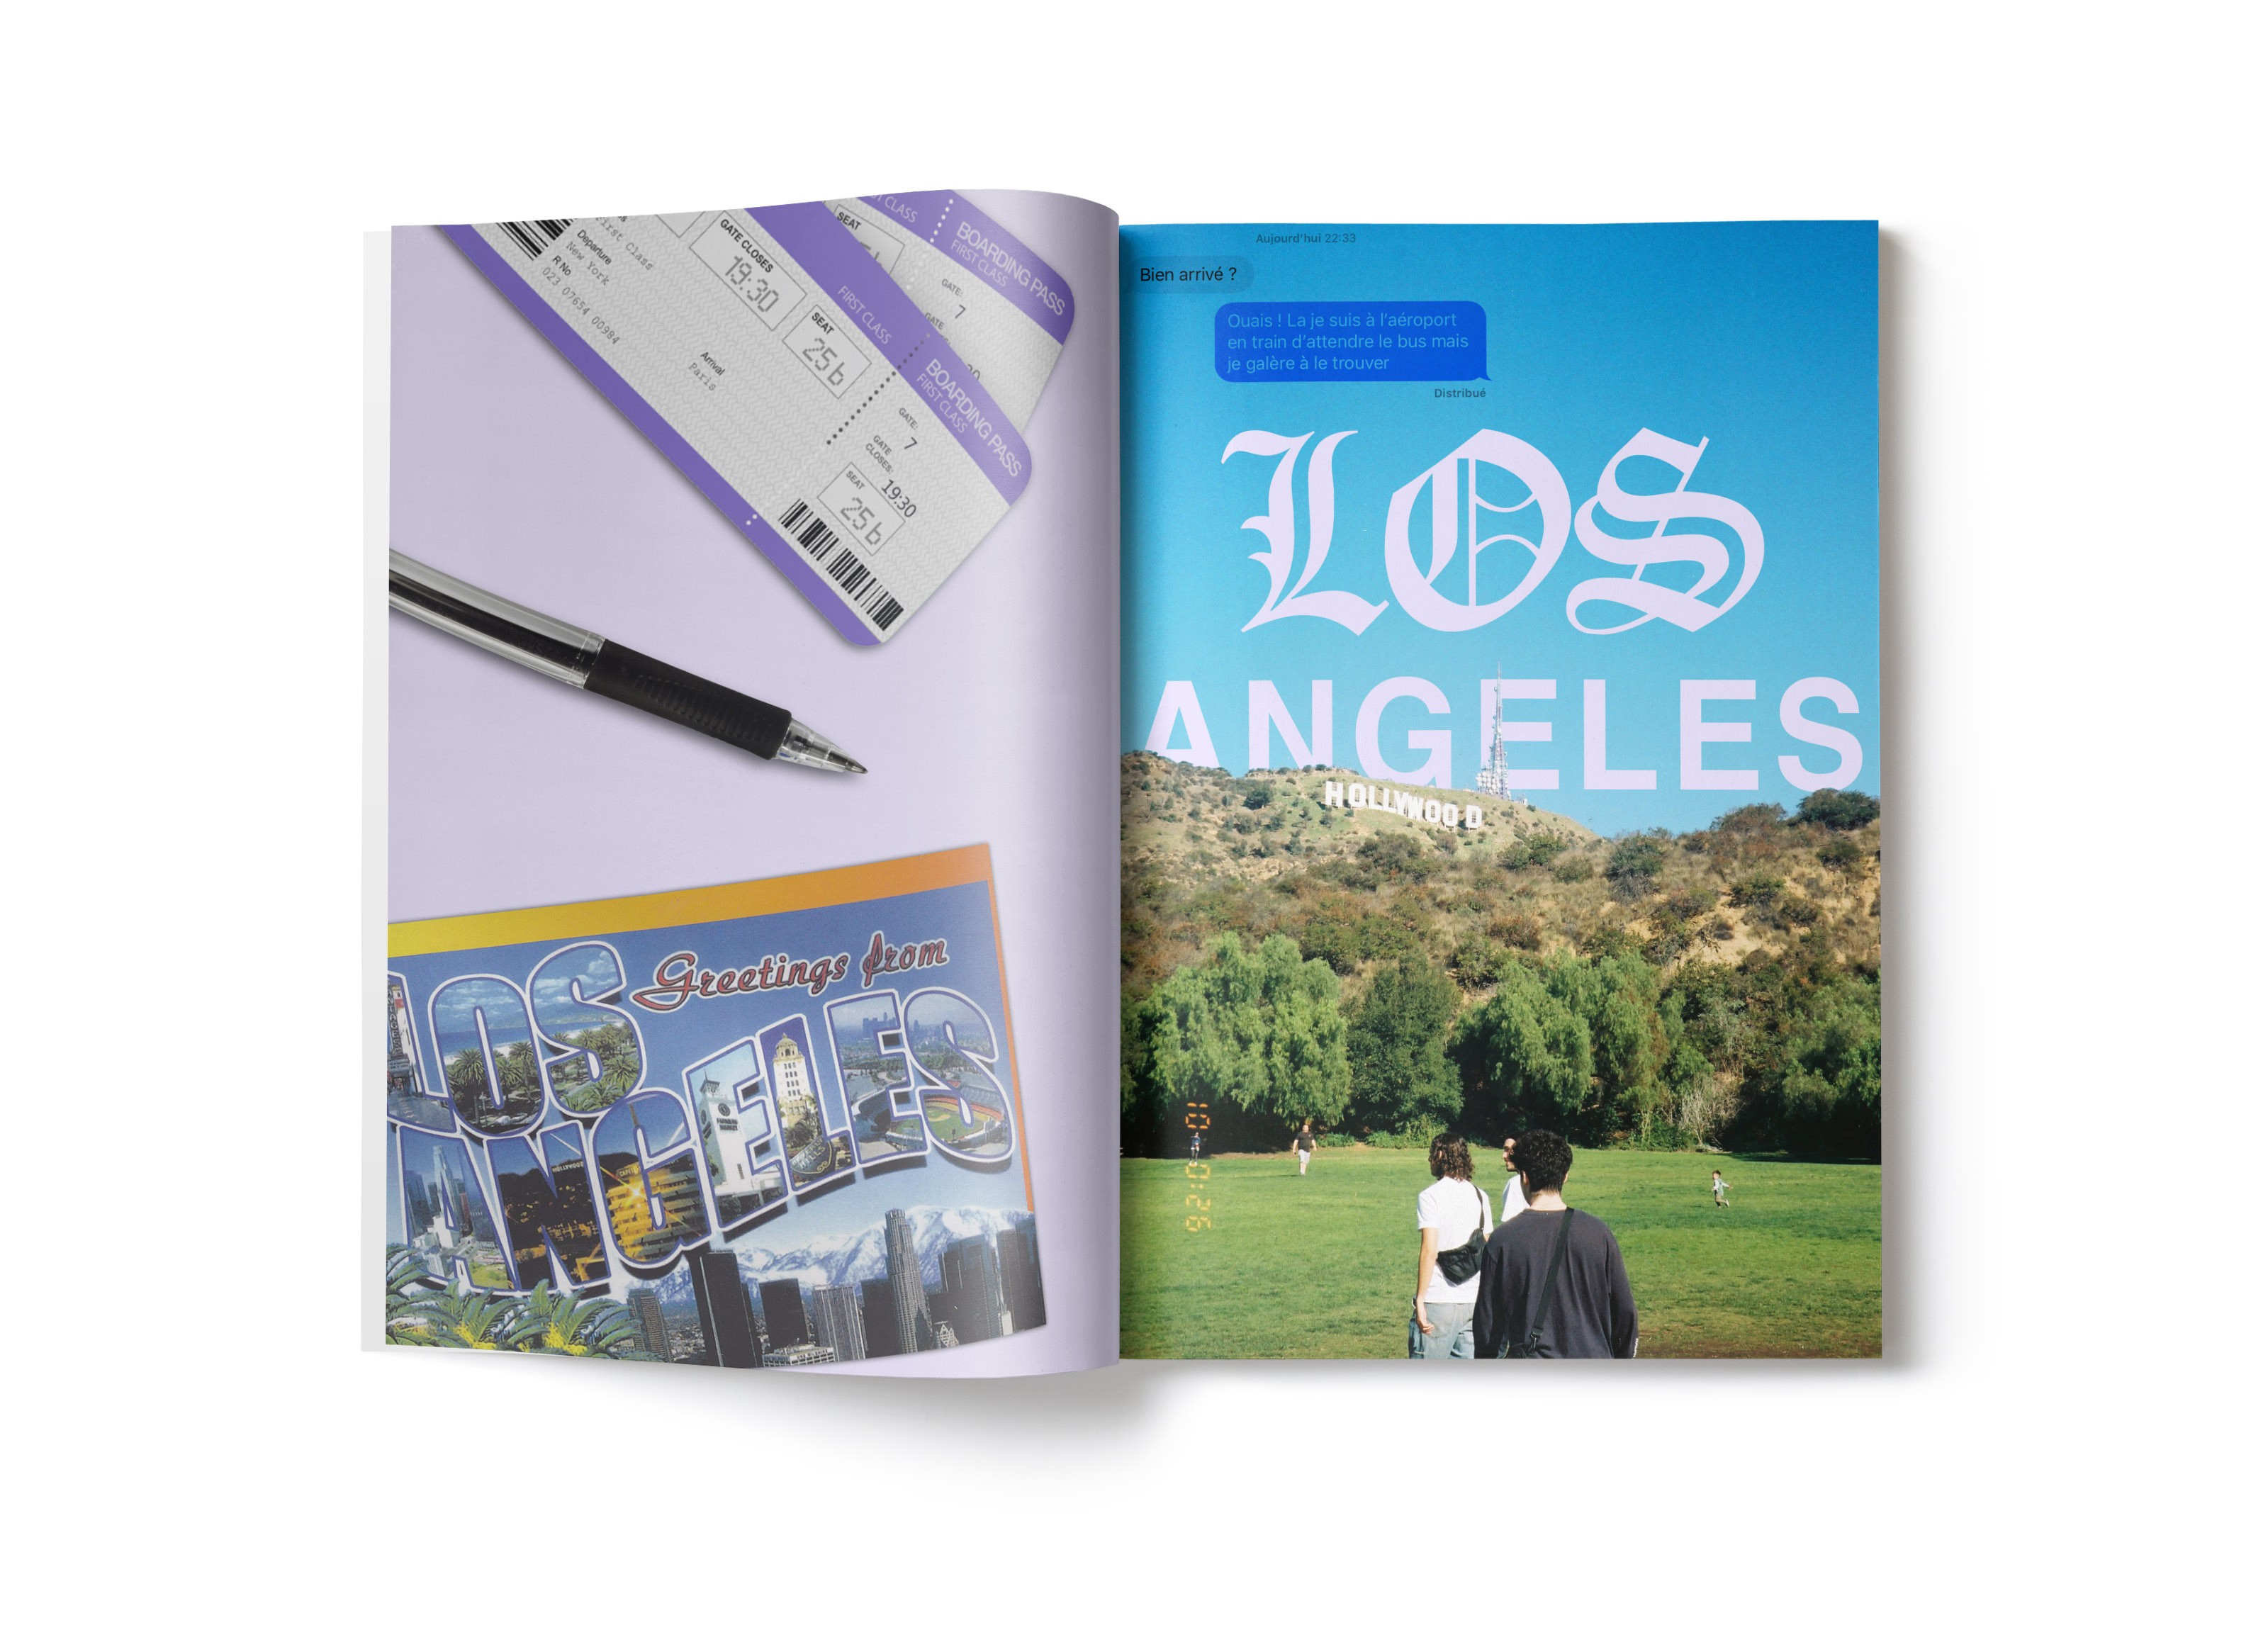 CLASS
BOARDING PASS
FIRST CLASS
SEAT
GATE:
7
GATE
First Class
Departure
New York
R No
023 07654 00984
GATE CLOSES
19:30
SEAT
25b
Arrival
Paris
FIRST CLASS
BOARDING PASS
FIRST CLASS
GATE:
7
GATE
CLOSES:
19:30
SEAT
25b
Greetings from
LOS
ANGELES
Aujourd'hui 22:33
Bien arrivé ?
Ouais ! La je suis à l'aéroport
en train d'attendre le bus mais
je galère à le trouver
Distribué
LOS
ANGELES
HOLLYWOOD